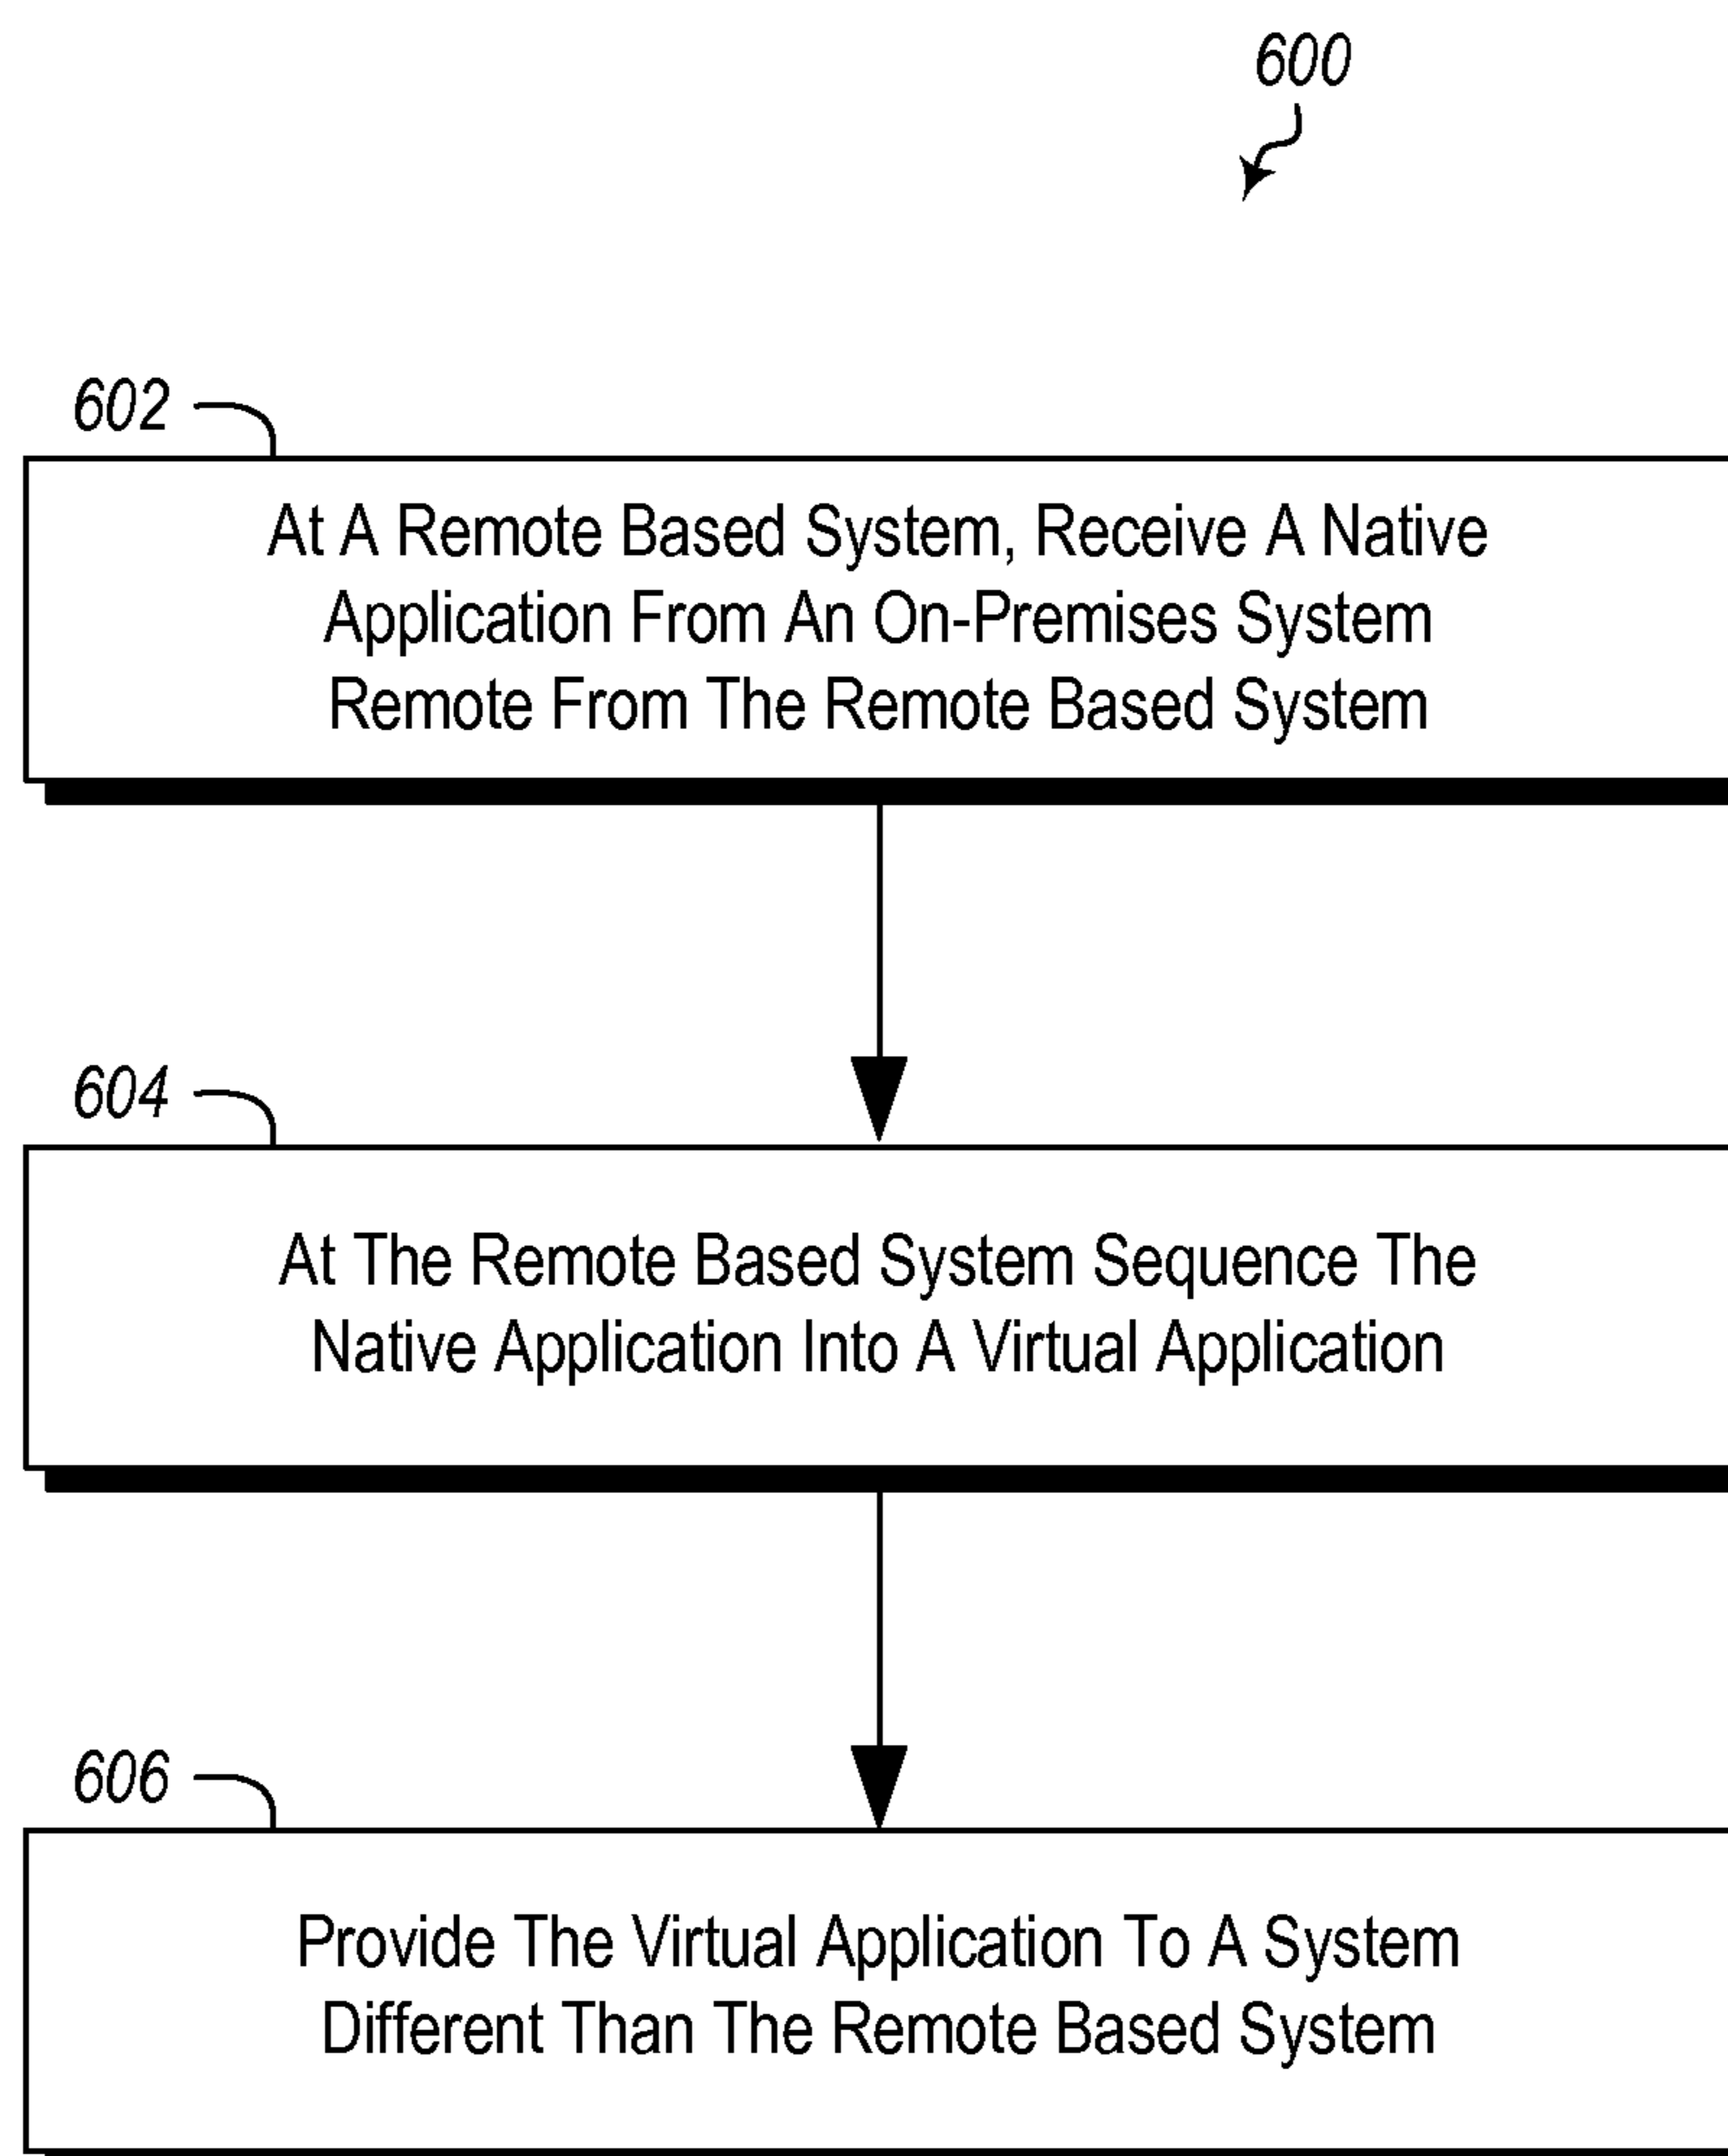 600
602
At A Remote Based System, Receive A Native
Application From An On-Premises System
Remote From The Remote Based System
604
At The Remote Based System Sequence The
Native Application Into A Virtual Application
606
Provide The Virtual Application To A System
Different Than The Remote Based System